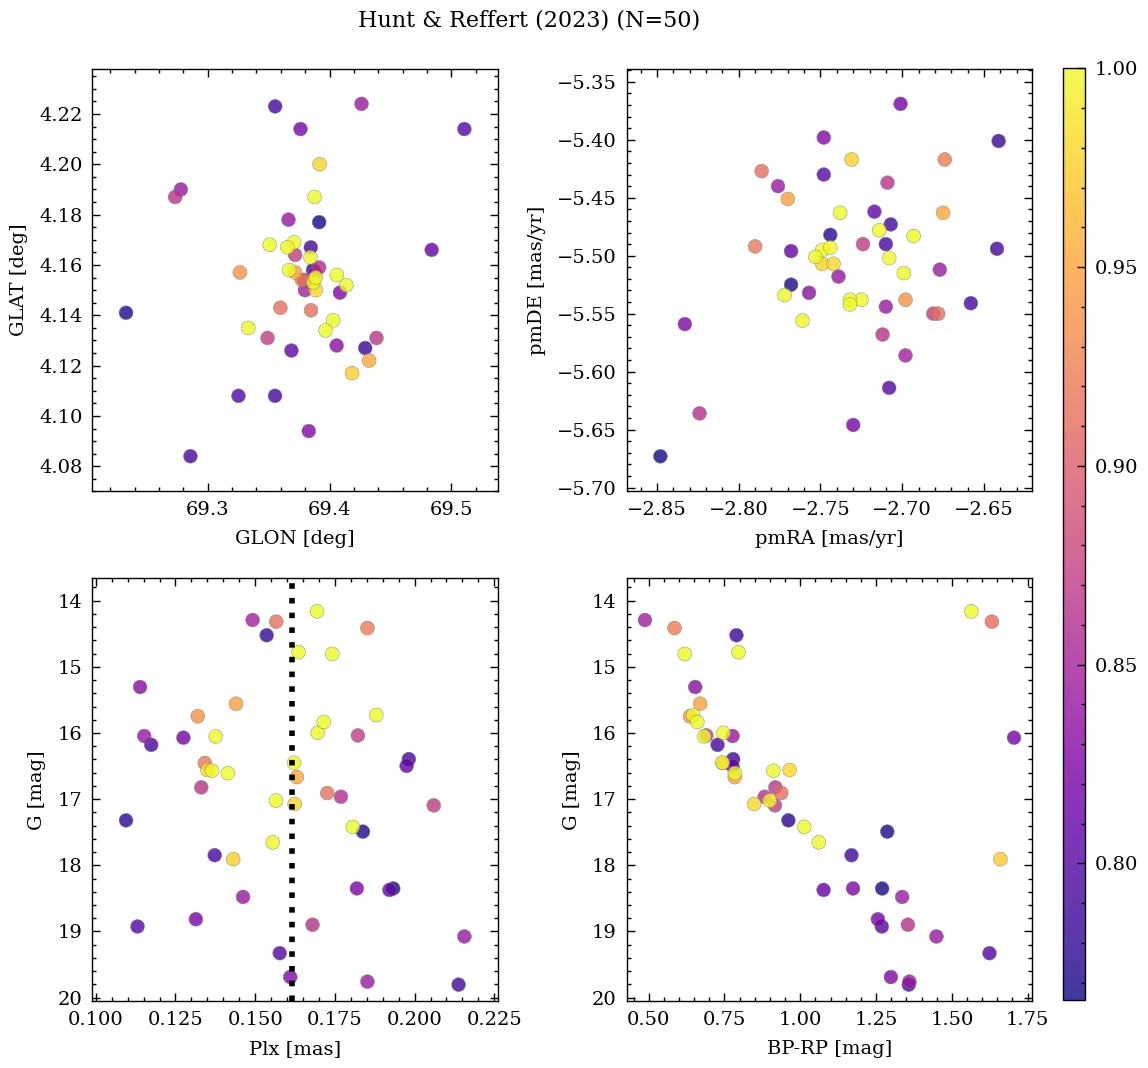 Hunt & Reffert (2023) (N=50)
4.22
4.20
4.18
4.16
4.14
4.12
4.10
4.08
GLAT [deg]
69.3 69.4 69.5
GLON [deg]
−5.35
−5.40
−5.45
−5.50
−5.55
−5.60
−5.65
−5.70
pmDE [mas/yr]
−2.85 −2.80 −2.75 −2.70 −2.65
pmRA [mas/yr]
14
15
16
17
18
19
20
G [mag]
0.100 0.125 0.150 0.175 0.200 0.225
Plx [mas]
14
15
16
17
18
19
20
G [mag]
0.50 0.75 1.00 1.25 1.50 1.75
BP-RP [mag]
1.00
0.95
0.90
0.85
0.80